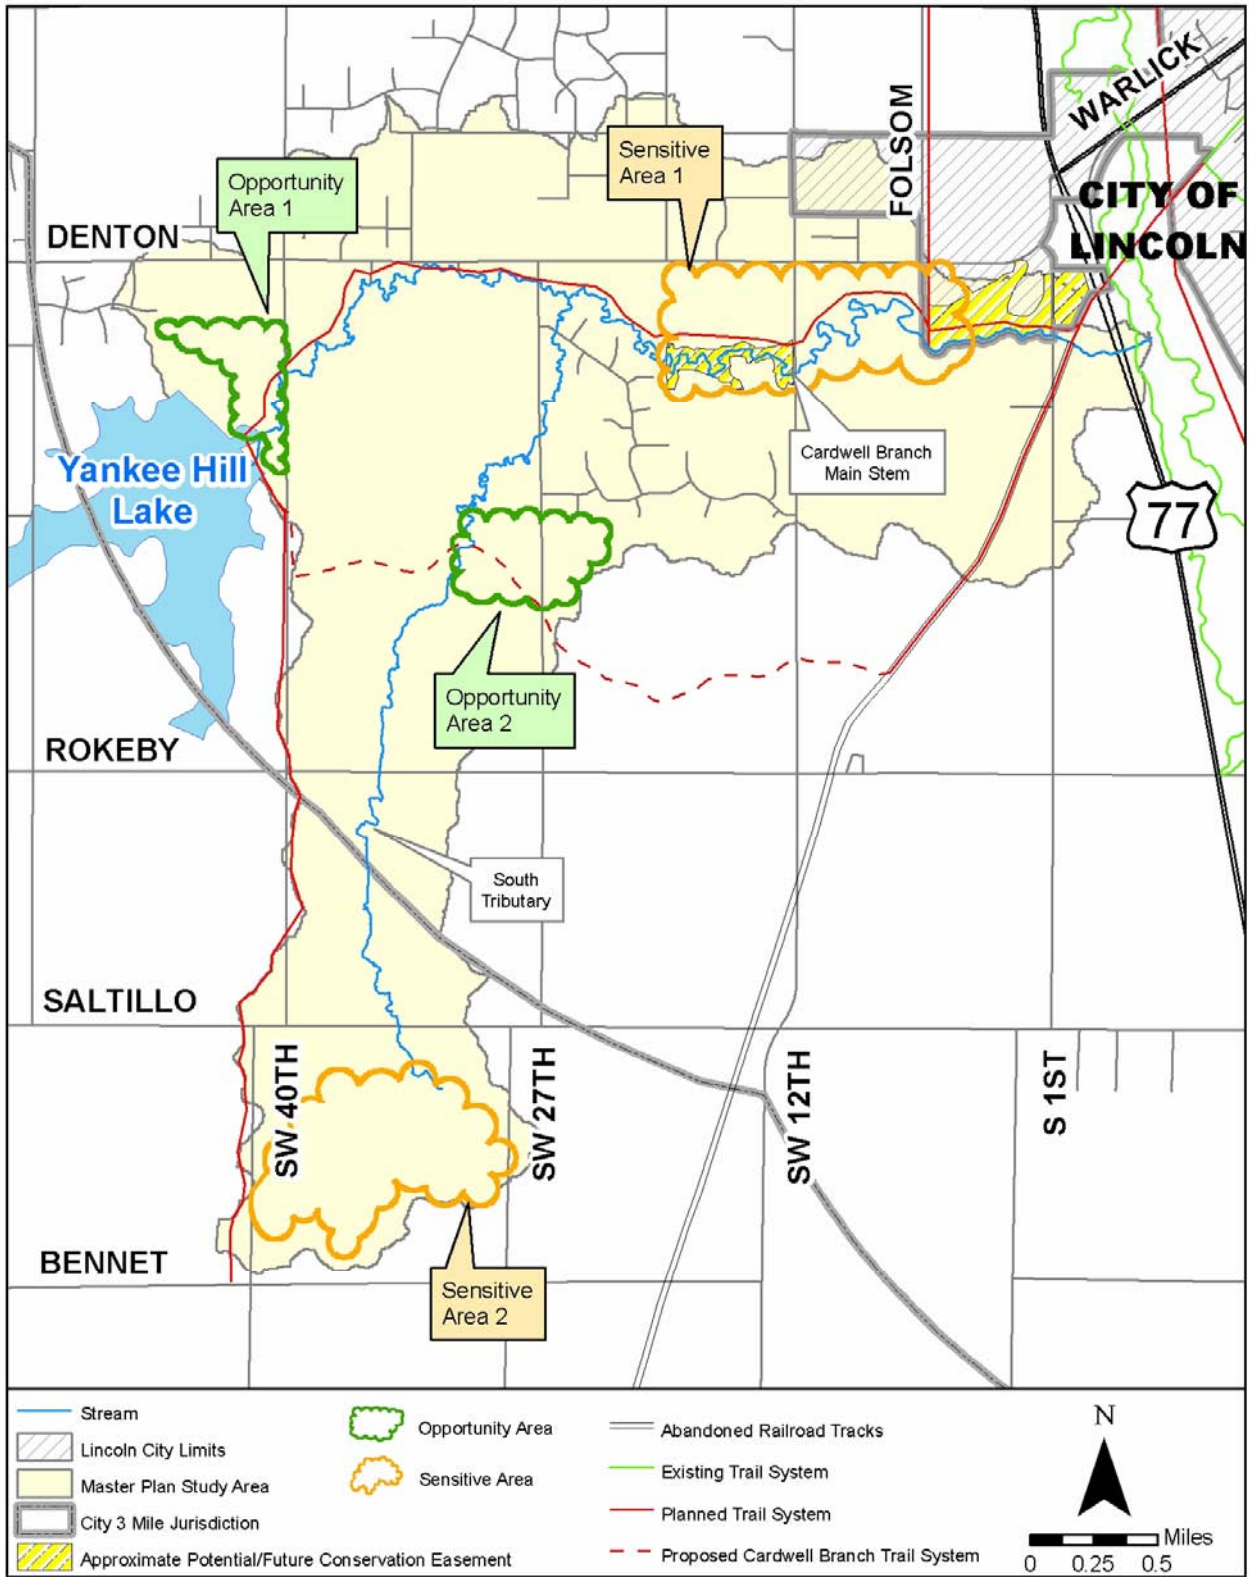 WARLICK
FOLSOM
Sensitive
Area 1
Opportunity
Area 1
CITY OF
LINCOLN
DENTON
Cardwell Branch
Main Stem
Yankee Hill
Lake
77
Opportunity
Area 2
ROKEBY
South
Tributary
SALTILLO
SW 40TH
SW 27TH
SW 12TH
S 1ST
BENNET
Sensitive
Area 2
Stream
Lincoln City Limits
Master Plan Study Area
City 3 Mile Jurisdiction
Approximate Potential/Future Conservation Easement
Opportunity Area
Sensitive Area
Abandoned Railroad Tracks
Existing Trail System
Planned Trail System
Proposed Cardwell Branch Trail System
N
Miles
0 0.25 0.5